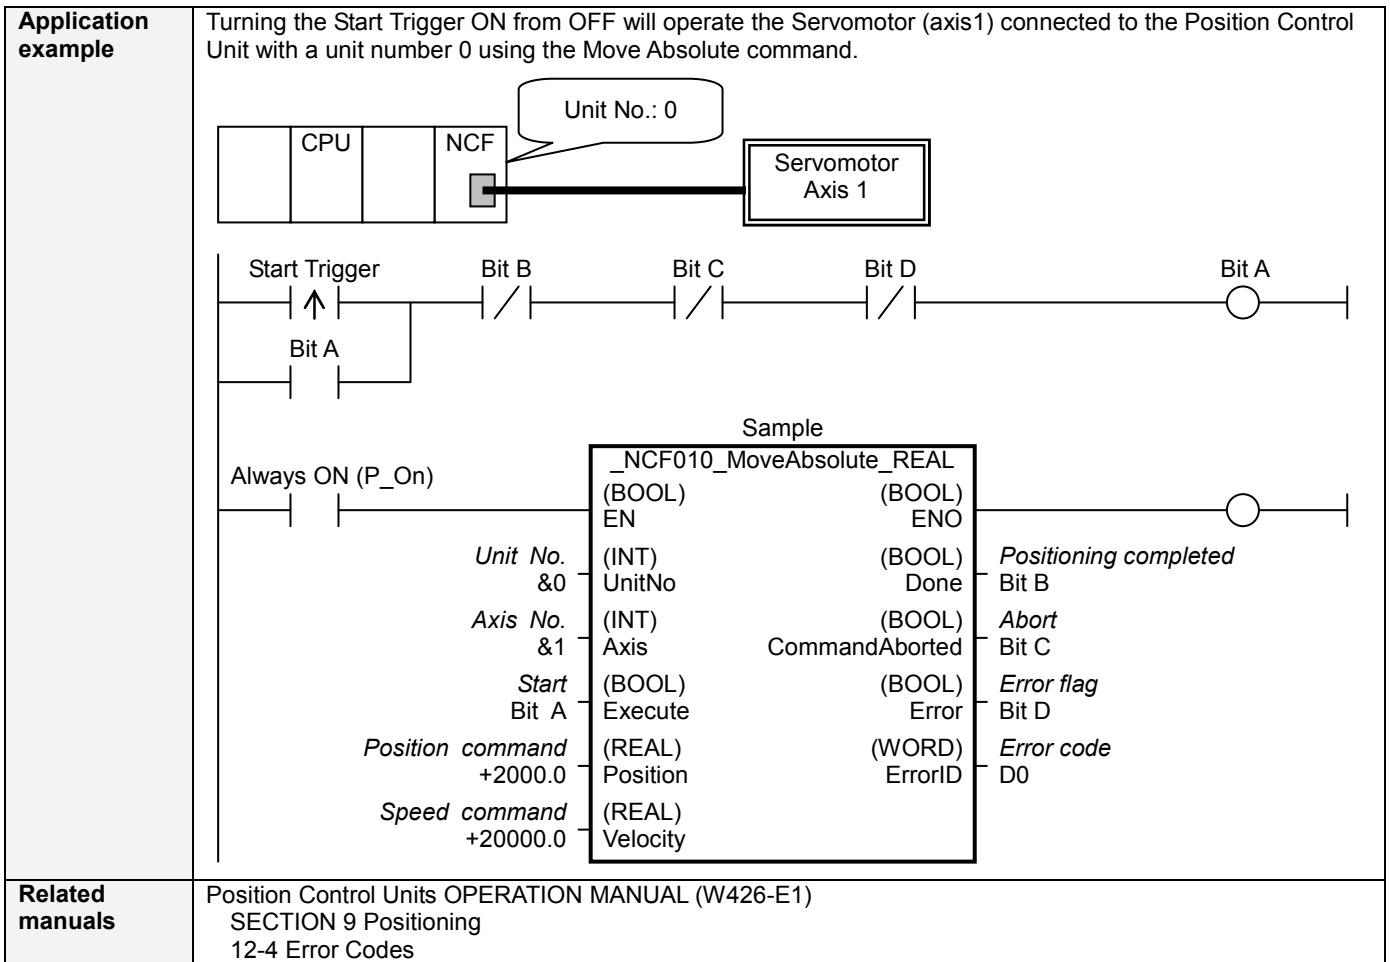 Application example
Turning the Start Trigger ON from OFF will operate the Servomotor (axis1) connected to the Position Control
Unit with a unit number 0 using the Move Absolute command.
Unit No.: 0
CPU
NCF
Servomotor
Axis 1
Start Trigger
Bit B
Bit C
Bit D
Bit A
Bit A
Sample
Always ON (P_On)
_NCF010_MoveAbsolute_REAL
(BOOL)
EN
(BOOL)
ENO
Unit No.
&0
(INT)
UnitNo
(BOOL)
Done
Positioning completed
Bit B
Axis No.
&1
(INT)
Axis
(BOOL)
CommandAborted
Abort
Bit C
Start
Bit A
(BOOL)
Execute
(BOOL)
Error
Error flag
Bit D
Position command
+2000.0
(REAL)
Position
(WORD)
ErrorID
Error code
D0
Speed command
+20000.0
(REAL)
Velocity
Related manuals
Position Control Units OPERATION MANUAL (W426-E1)
SECTION 9 Positioning
12-4 Error Codes